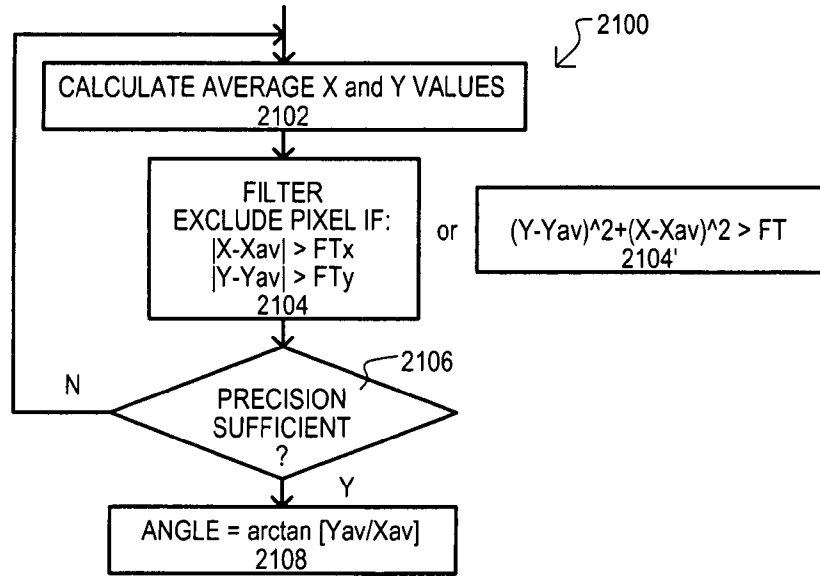 2100
CALCULATE AVERAGE X and Y VALUES
2102
FILTER
EXCLUDE PIXEL IF:
|X-Xav| > FTx
|Y-Yav| > FTy
2104
or
(Y-Yav)^2+(X-Xav)^2 > FT
2104'
2106
N
PRECISION
SUFFICIENT
?
Y
ANGLE = arctan [Yav/Xav]
2108